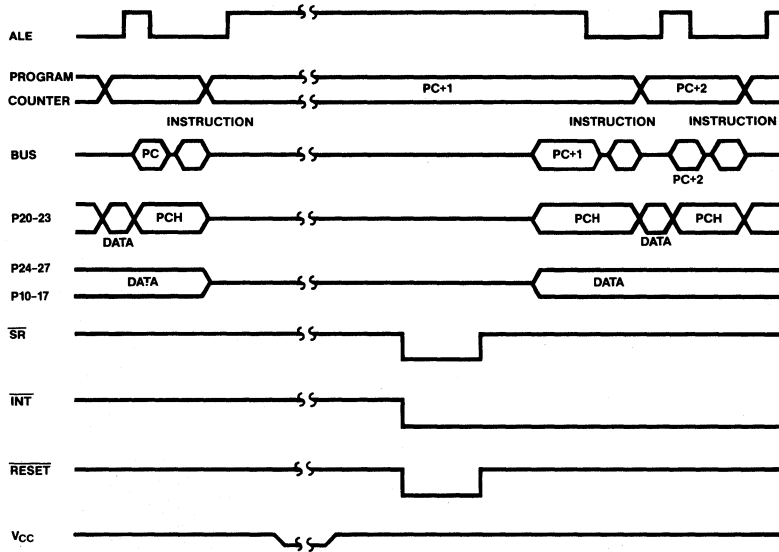 ALE
PROGRAM
COUNTER
PC+1
PC+2
INSTRUCTION
INSTRUCTION
INSTRUCTION
BUS
PC
PC+1
PC+2
P20-23
PCH
PCH
PCH
DATA
DATA
P24-27
P10-17
DATA
DATA
SR
INT
RESET
VCC